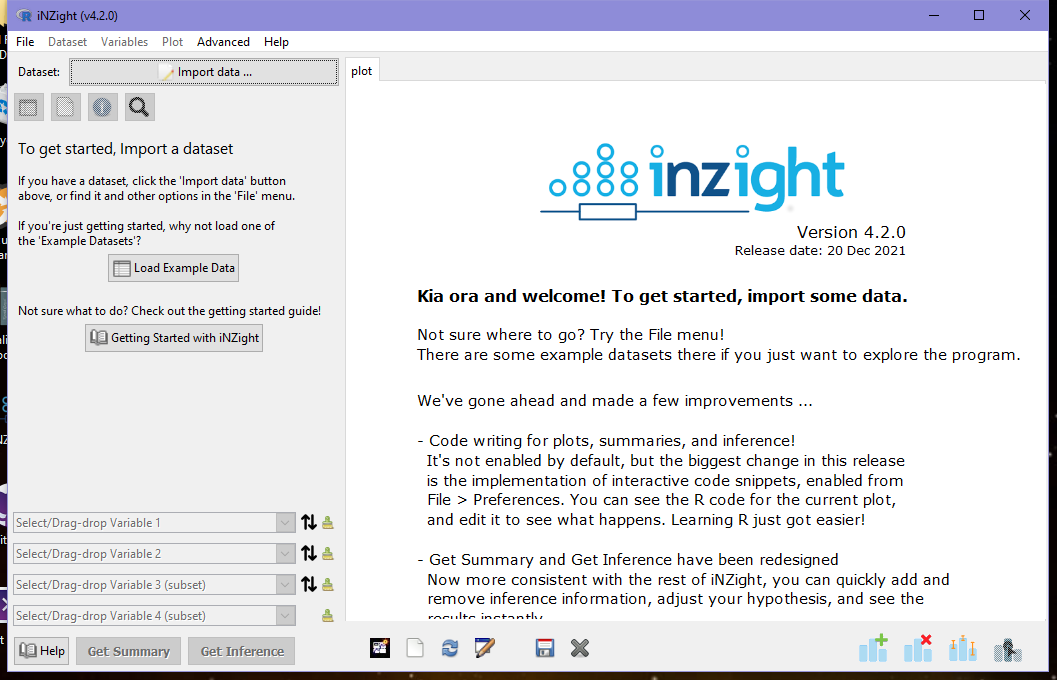 iNZight (v4.2.0)
File Dataset Variables Plot Advanced Help
Dataset: Import data ...
plot
To get started, Import a dataset
If you have a dataset, click the 'Import data' button
above, or find it and other options in the 'File' menu.
If you're just getting started, why not load one of
the 'Example Datasets'?
Load Example Data
Not sure what to do? Check out the getting started guide!
Getting Started with iNZight
Select/Drag-drop Variable 1
Select/Drag-drop Variable 2
Select/Drag-drop Variable 3 (subset)
Select/Drag-drop Variable 4 (subset)
Help Get Summary Get Inference
inzight
Version 4.2.0
Release date: 20 Dec 2021
Kia ora and welcome! To get started, import some data.
Not sure where to go? Try the File menu!
There are some example datasets there if you just want to explore the program.
We've gone ahead and made a few improvements ...
- Code writing for plots, summaries, and inference!
It's not enabled by default, but the biggest change in this release
is the implementation of interactive code snippets, enabled from
File > Preferences. You can see the R code for the current plot,
and edit it to see what happens. Learning R just got easier!
- Get Summary and Get Inference have been redesigned
Now more consistent with the rest of iNZight, you can quickly add and
remove inference information, adjust your hypothesis, and see the
results instantly